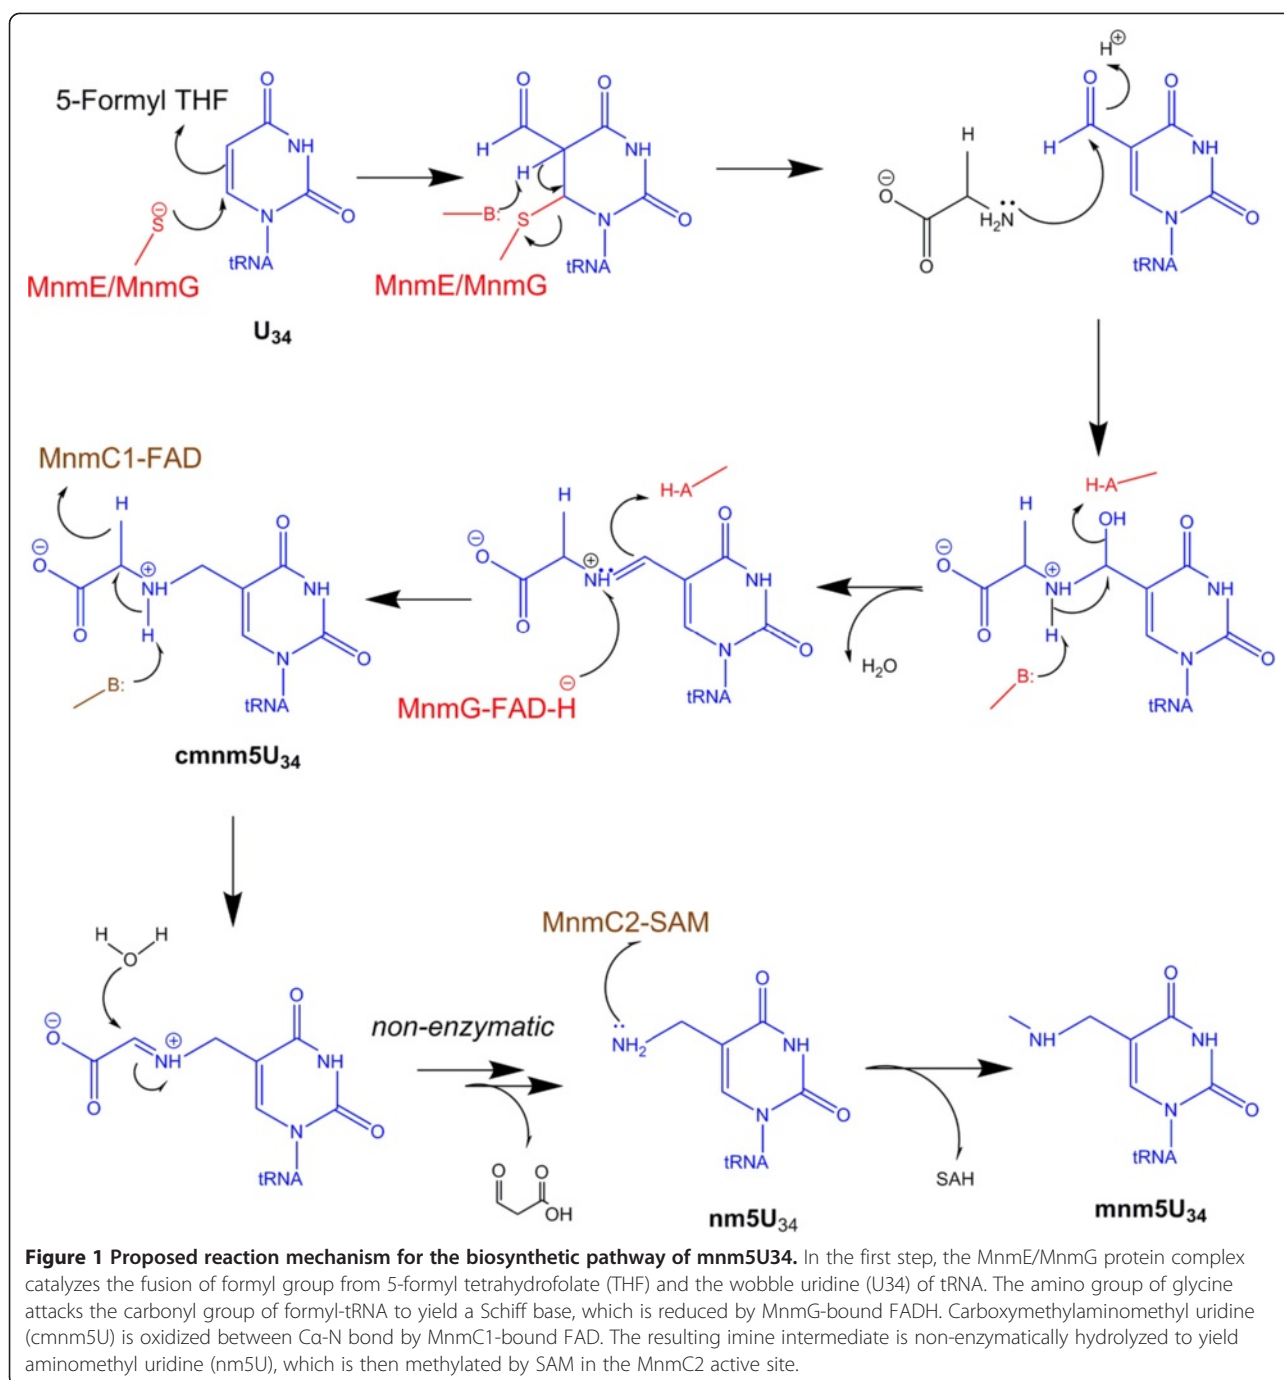 5-Formyl THF
O
NH
N
O
tRNA
S
⊖
MnmE/MnmG
U34
O
O
H
H
NH
B:
S
N
O
tRNA
MnmE/MnmG
H⊕
O
O
H
H
NH
⊖
O
O
H2N
N
O
tRNA
MnmC1-FAD
H
⊖
O
O
⊕
NH
H
B:
O
NH
N
O
tRNA
cmnm5U34
H-A
H
⊖
O
O
⊕
NH
O
NH
N
O
tRNA
⊖
MnmG-FAD-H
H2O
H-A
OH
H
⊖
O
O
⊕
NH
H
B:
O
NH
N
O
tRNA
H
H
O
⊖
O
O
⊕
NH
O
NH
N
O
tRNA
non-enzymatic
O
O
OH
MnmC2-SAM
NH2
O
NH
N
O
tRNA
nm5U34
SAH
NH
O
NH
N
O
tRNA
mnm5U34
Figure 1 Proposed reaction mechanism for the biosynthetic pathway of mnm5U34. In the first step, the MnmE/MnmG protein complex
catalyzes the fusion of formyl group from 5-formyl tetrahydrofolate (THF) and the wobble uridine (U34) of tRNA. The amino group of glycine
attacks the carbonyl group of formyl-tRNA to yield a Schiff base, which is reduced by MnmG-bound FADH. Carboxymethylaminomethyl uridine
(cmnm5U) is oxidized between Cα-N bond by MnmC1-bound FAD. The resulting imine intermediate is non-enzymatically hydrolyzed to yield
aminomethyl uridine (nm5U), which is then methylated by SAM in the MnmC2 active site.